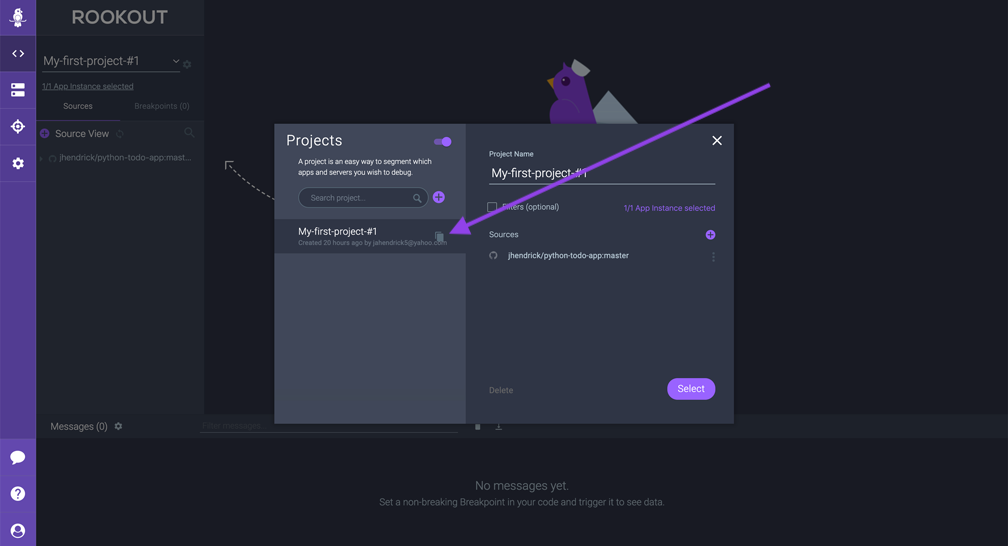 ROOKOUT
My-first-project-#1
1/1 App Instance selected
Sources
Breakpoints (0)
Source View
jhendrick/python-todo-app:mast...
Projects
A project is an easy way to segment which
apps and servers you wish to debug.
Search project...
My-first-project-#1
Created 20 hours ago by jahendrick5@yahoo.com
Project Name
My-first-project-#1
Filters (optional)
1/1 App Instance selected
Sources
jhendrick/python-todo-app:master
Delete
Select
Messages (0)
Filter messages
No messages yet.
Set a non-breaking Breakpoint in your code and trigger it to see data.